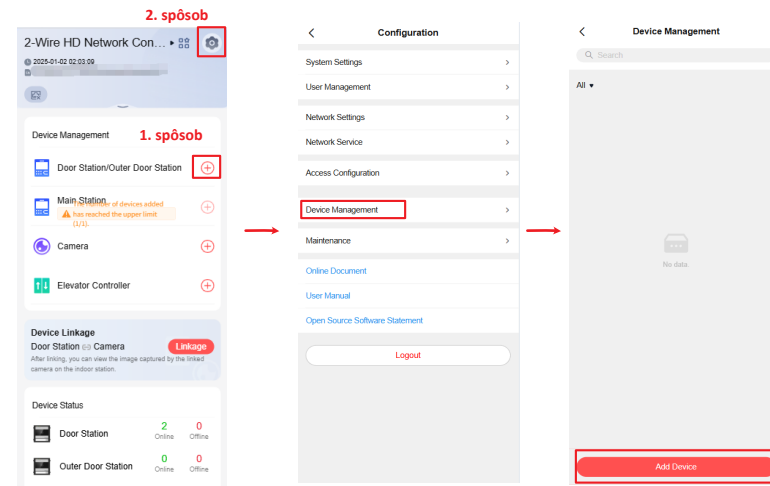 2. spôsob
2-Wire HD Network Con...
2025-01-02 02:03:09
Device Management
1. spôsob
Door Station/Outer Door Station
Main Station
The number of devices added
has reached the upper limit
(1/1).
Camera
Elevator Controller
Device Linkage
Door Station Camera
Linkage
After linking, you can view the image captured by the linked
camera on the indoor station.
Device Status
Door Station
2
Online
0
Offline
Outer Door Station
0
Online
0
Offline
Configuration
System Settings
User Management
Network Settings
Network Service
Access Configuration
Device Management
Maintenance
Online Document
User Manual
Open Source Software Statement
Logout
Device Management
Search
All
No data.
Add Device